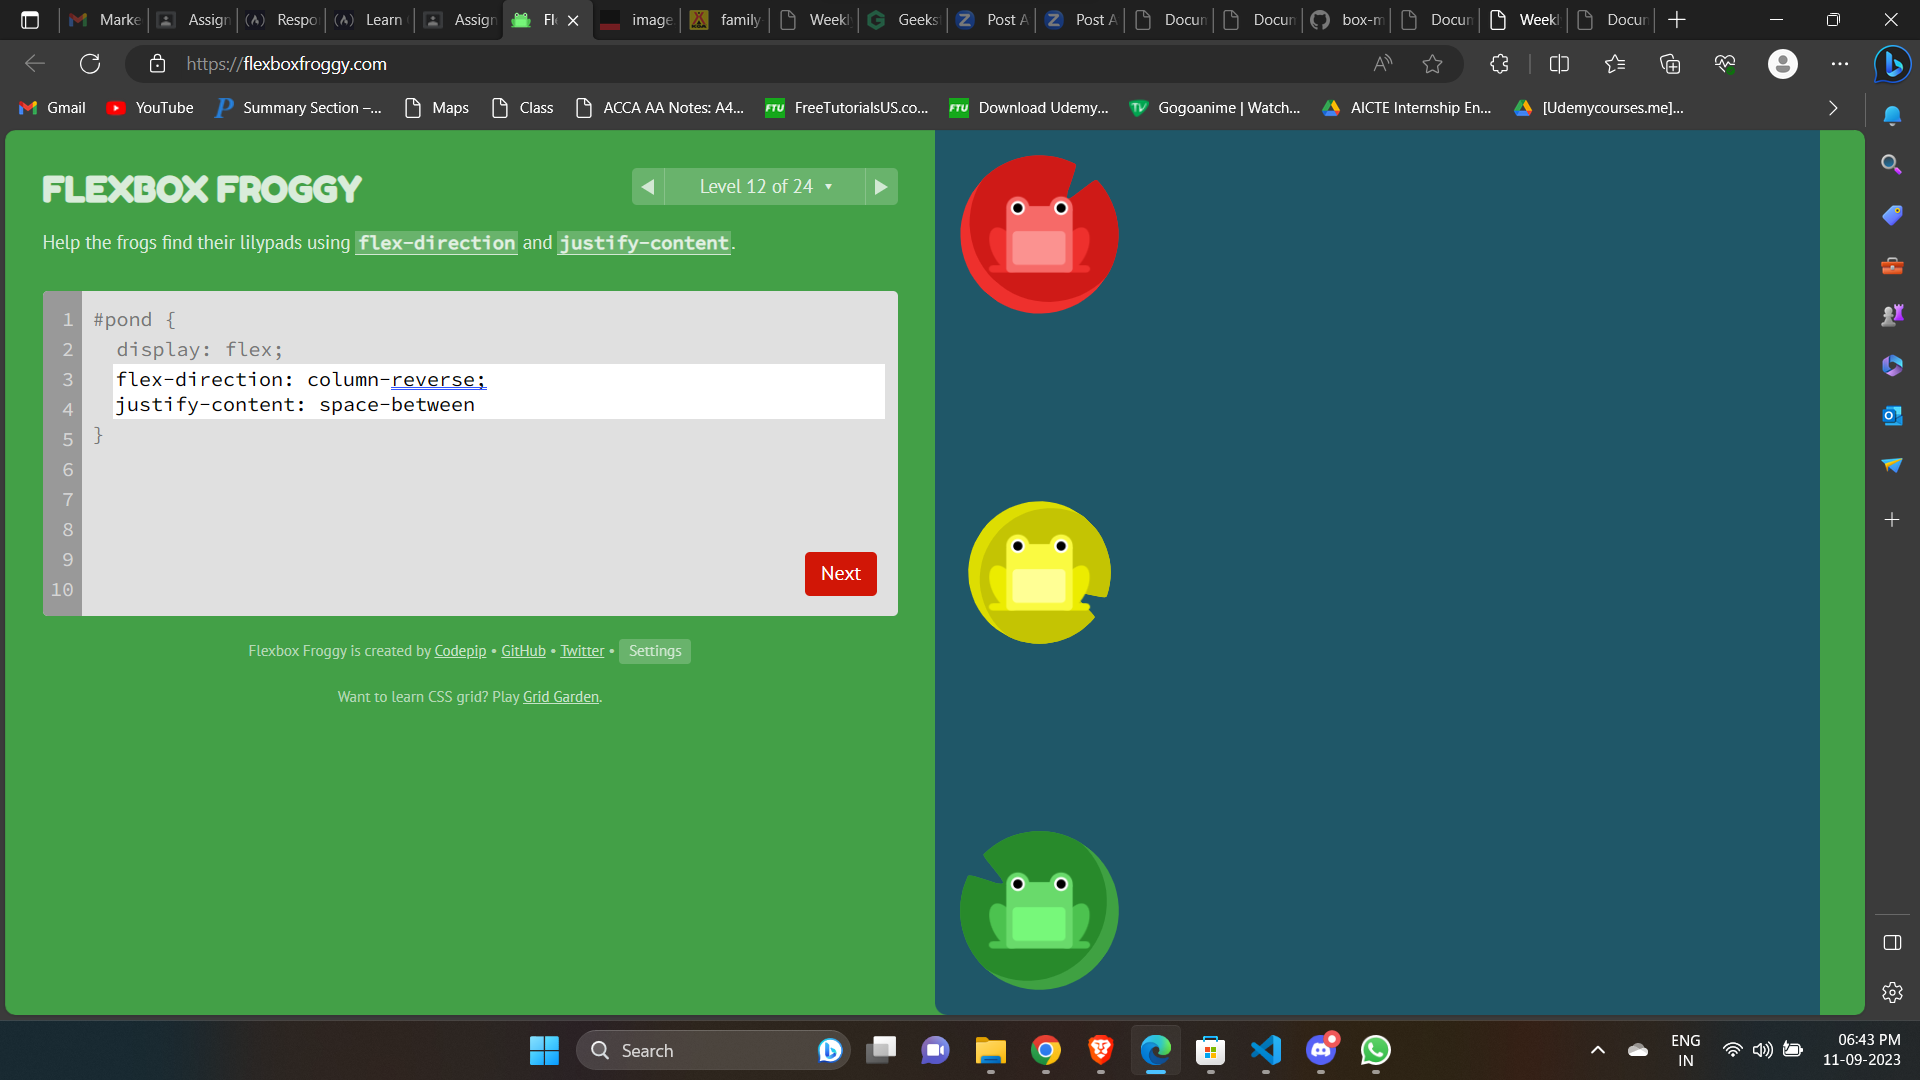 Marke
Assign
Respo
Learn
Assign
Fl
image
family-
Weekl
Geeks
Post A
Post A
Docum
Docum
box-m
Docum
Weekl
Docum
https://flexboxfroggy.com
Gmail
YouTube
Summary Section –...
Maps
Class
ACCA AA Notes: A4...
FreeTutorialsUS.co...
Download Udemy...
Gogoanime | Watch...
AICTE Internship En...
[Udemycourses.me]...
FLEXBOX FROGGY
Level 12 of 24
Help the frogs find their lilypads using flex-direction and justify-content.
1 #pond {
2 display: flex;
3 flex-direction: column-reverse;
4 justify-content: space-between
5 }
6
7
8
9
10
Next
Flexbox Froggy is created by Codepip • GitHub • Twitter • Settings
Want to learn CSS grid? Play Grid Garden.
Search
ENG
IN
06:43 PM
11-09-2023